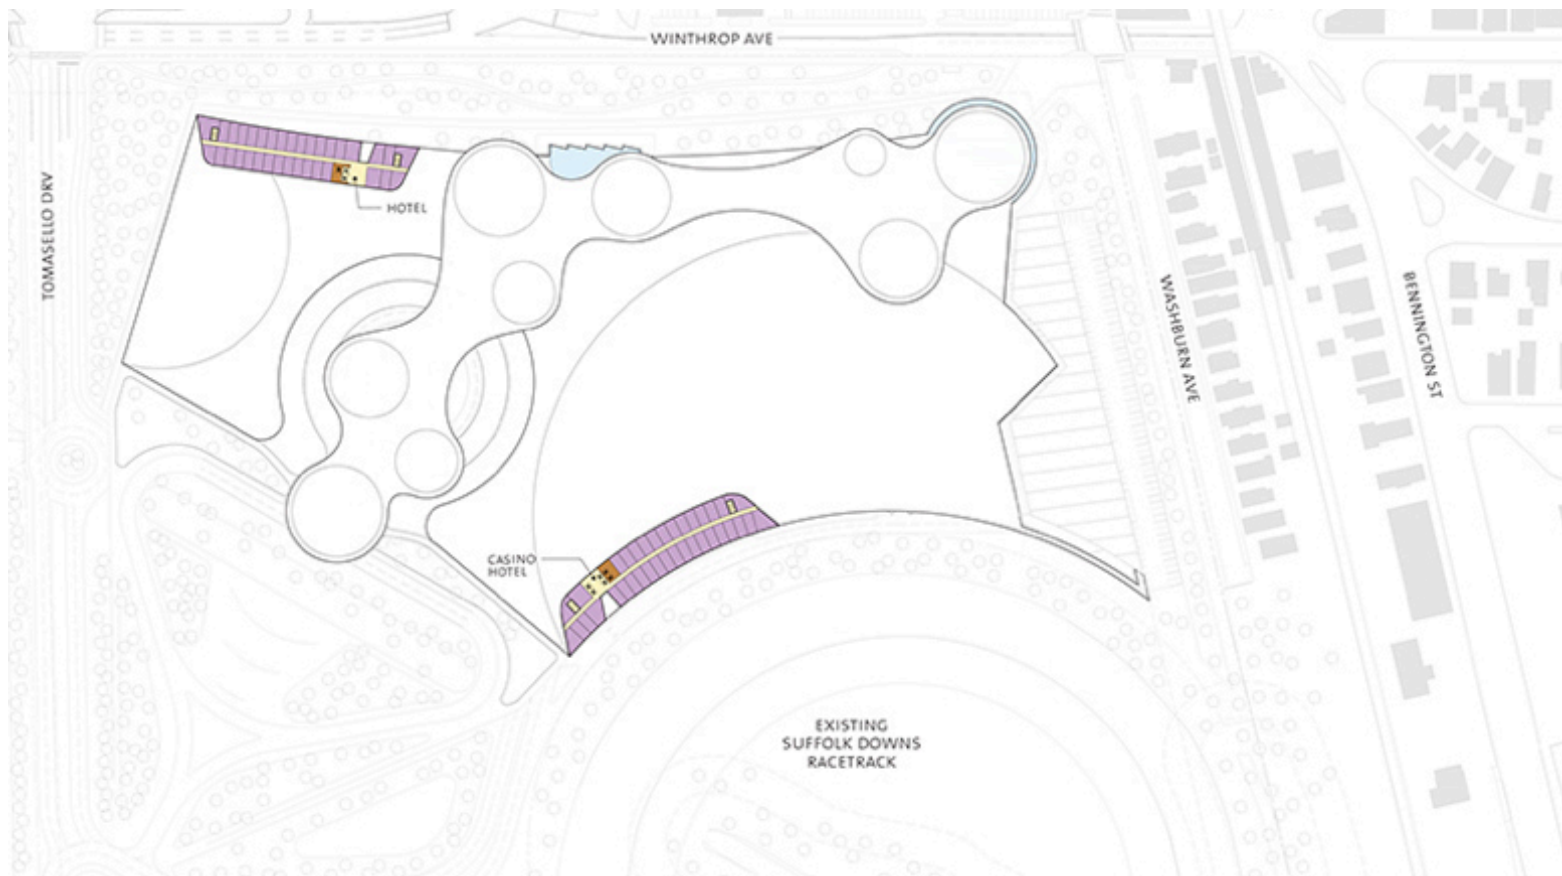 WINTHROP AVE
TOMASELLO DRV
HOTEL
WASHBURN AVE
BENNINGTON ST
CASINO
HOTEL
EXISTING
SUFFOLK DOWNS
RACETRACK